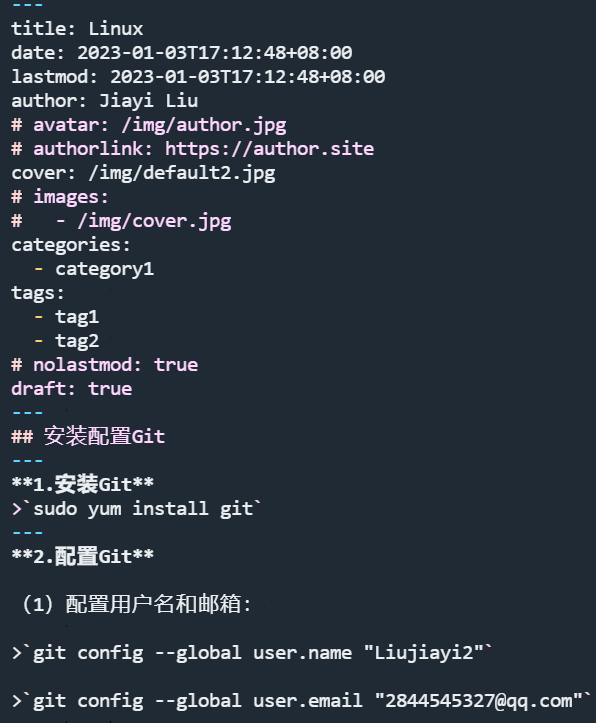 ---
title: Linux
date: 2023-01-03T17:12:48+08:00
lastmod: 2023-01-03T17:12:48+08:00
author: Jiayi Liu
# avatar: /img/author.jpg
# authorlink: https://author.site
cover: /img/default2.jpg
# images:
#   - /img/cover.jpg
categories:
  - category1
tags:
  - tag1
  - tag2
# nolastmod: true
draft: true
---
## 安装配置Git
---
**1.安装Git**
>`sudo yum install git`
---
**2.配置Git**
（1）配置用户名和邮箱：
>`git config --global user.name "Liujiayi2"`
>`git config --global user.email "2844545327@qq.com"`